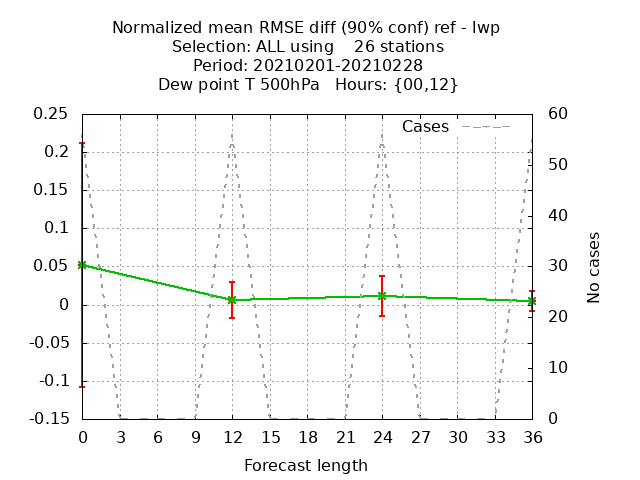 Normalized mean RMSE diff (90% conf) ref - lwp
Selection: ALL using    26 stations
Period: 20210201-20210228
Dew point T 500hPa   Hours: {00,12}
Cases
0.25
0.2
0.15
0.1
0.05
0
-0.05
-0.1
-0.15
60
50
40
30
20
10
0
No cases
0 3 6 9 12 15 18 21 24 27 30 33 36
Forecast length